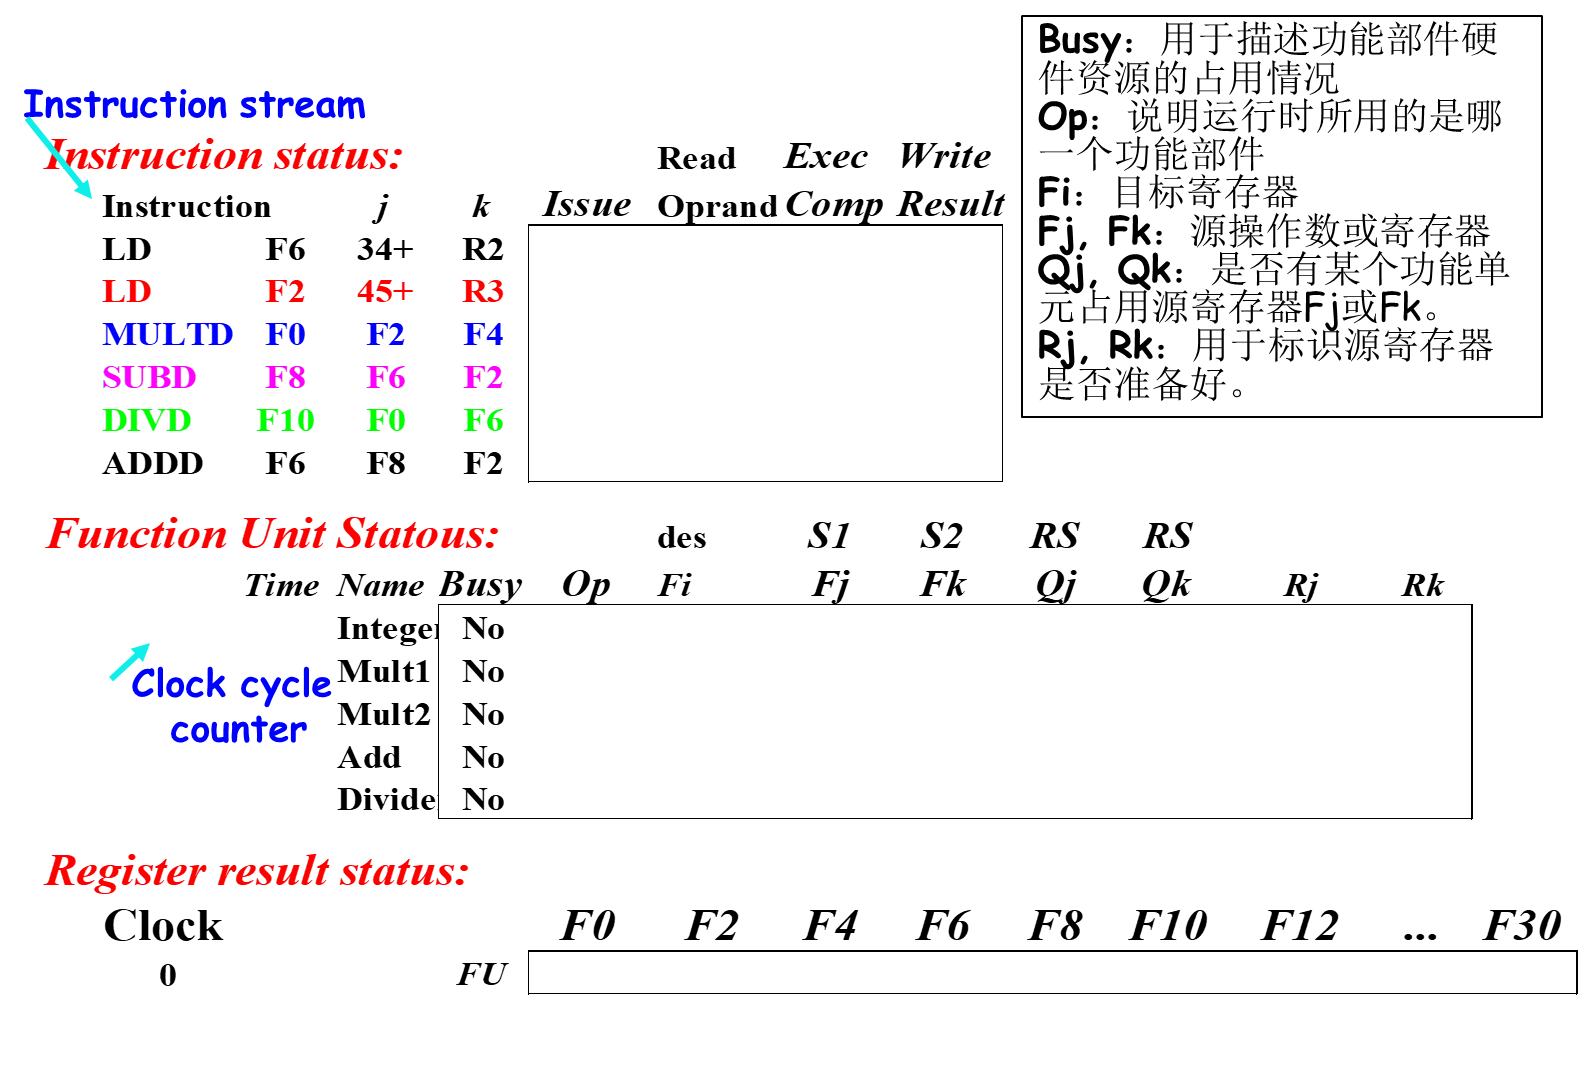 Busy：用于描述功能部件硬
件资源的占用情况
Op：说明运行时所用的是哪
一个功能部件
Fi：目标寄存器
Fj, Fk：源操作数或寄存器
Qj, Qk：是否有某个功能单
元占用源寄存器Fj或Fk。
Rj, Rk：用于标识源寄存器
是否准备好。
Instruction stream
Instruction status:
Read Exec Write
Instruction j k Issue Oprand Comp Result
LD F6 34+ R2
LD F2 45+ R3
MULTD F0 F2 F4
SUBD F8 F6 F2
DIVD F10 F0 F6
ADDD F6 F8 F2
Function Unit Statous: des S1 S2 RS RS
Time Name Busy Op Fi Fj Fk Qj Qk Rj Rk
Integer No
Mult1 No
Mult2 No
Add No
Divide No
Clock cycle
counter
Register result status:
Clock F0 F2 F4 F6 F8 F10 F12 ... F30
0 FU